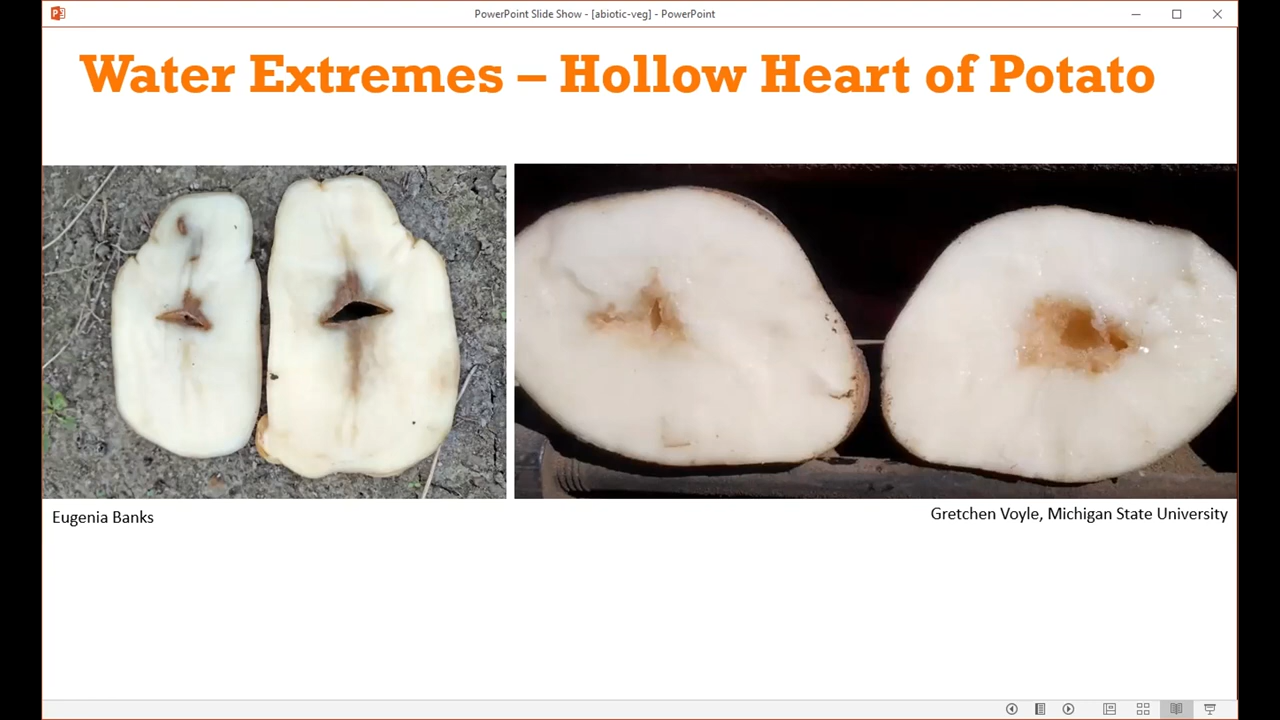 PowerPoint Slide Show - [abiotic-veg] - PowerPoint
Water Extremes – Hollow Heart of Potato
Eugenia Banks
Gretchen Voyle, Michigan State University